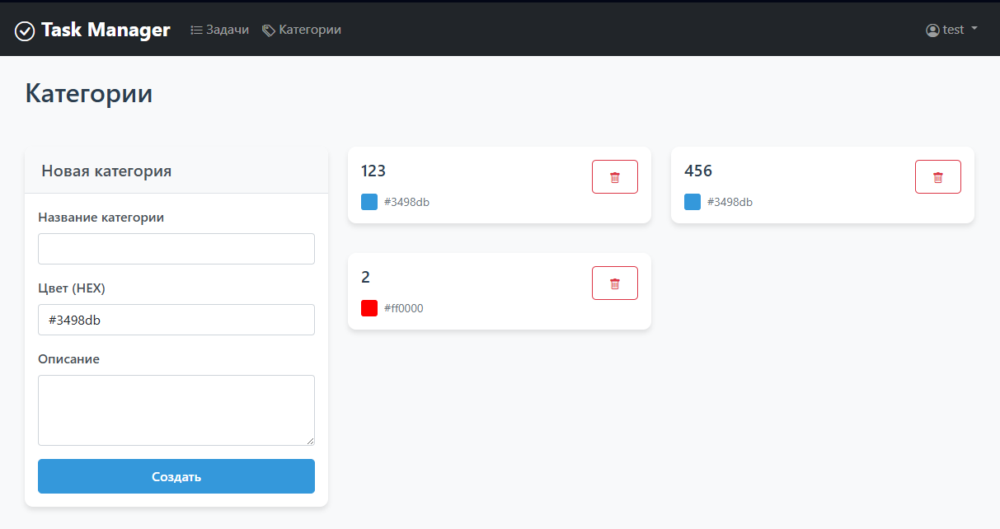 Task Manager Задачи Категории test
Категории
Новая категория
Название категории
Цвет (HEX)
#3498db
Описание
Создать
123
#3498db
456
#3498db
2
#ff0000